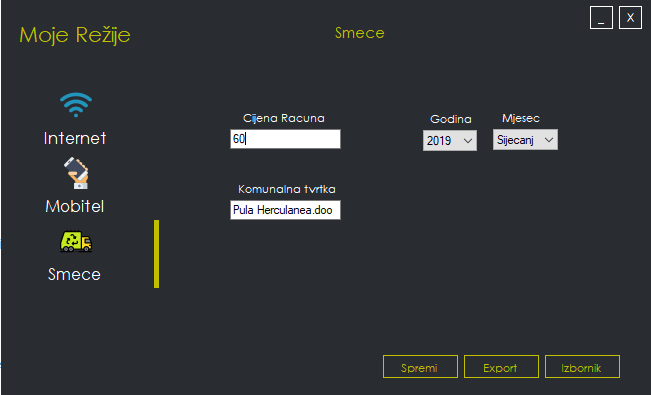 Moje Režije
Smece
_ X
Internet
Mobitel
Smece
Cijena Racuna
60
Godina
2019
Mjesec
Sijecanj
Komunalna tvrtka
Pula Herculanea.doo
Spremi
Export
Izbornik